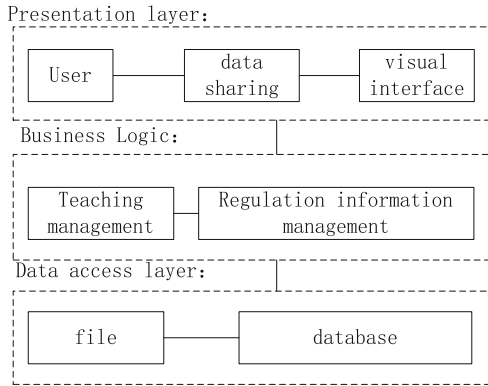 Presentation layer:
User
data
sharing
visual
interface
Business Logic:
Teaching
management
Regulation information
management
Data access layer:
file
database